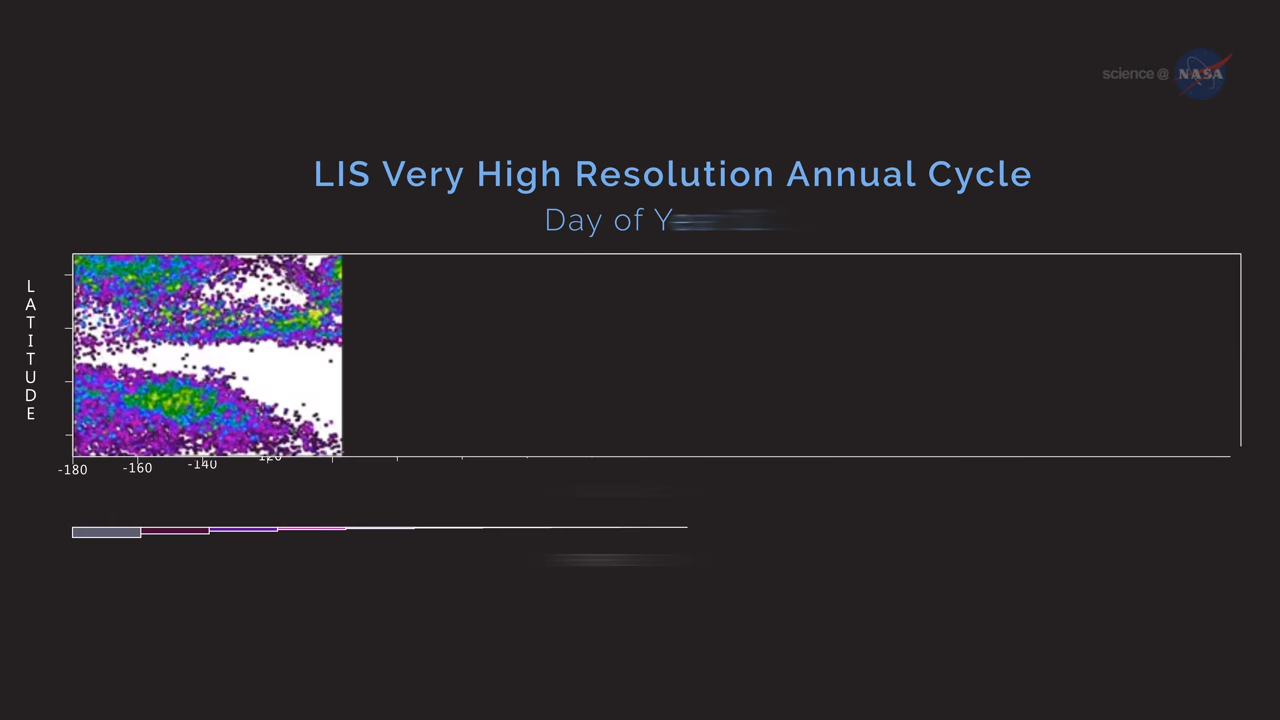 science@ NASA
LIS Very High Resolution Annual Cycle
Day of Y
LATITUDE
-180 -160 -140